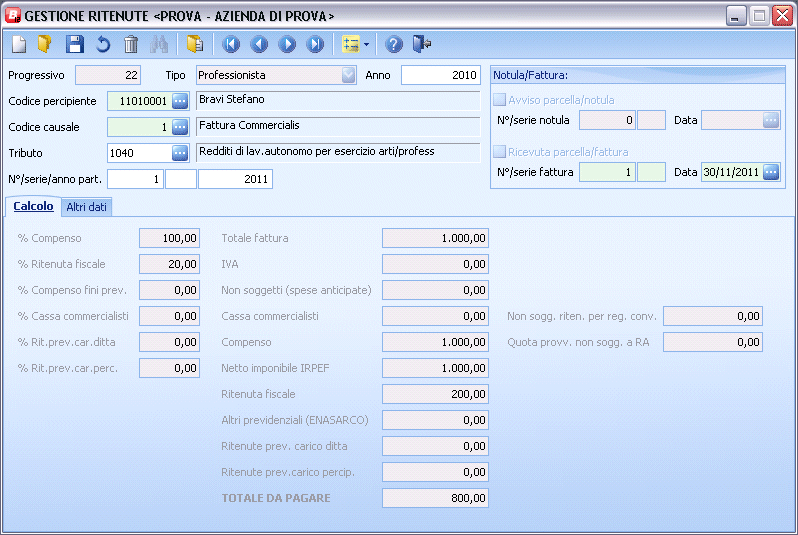 GESTIONE RITENUTE <PROVA - AZIENDA DI PROVA>
Progressivo 22 Tipo Professionista Anno 2010
Codice percipiente 11010001 ... Bravi Stefano
Codice causale 1 ... Fattura Commercialis
Tributo 1040 ... Redditi di lav.autonomo per esercizio arti/profess
N°/serie/anno part. 1 2011
Notula/Fattura:
Avviso parcella/notula
N°/serie notula 0 Data ...
Ricevuta parcella/fattura
N°/serie fattura 1 Data 30/11/2011 ...
Calcolo Altri dati
% Compenso 100,00 Totale fattura 1.000,00
% Ritenuta fiscale 20,00 IVA 0,00
% Compenso fini prev. 0,00 Non soggetti (spese anticipate) 0,00
% Cassa commercialisti 0,00 Cassa commercialisti 0,00 Non sogg. riten. per reg. conv. 0,00
% Rit.prev.car.ditta 0,00 Compenso 1.000,00 Quota provv. non sogg. a RA 0,00
% Rit.prev.car.perc. 0,00 Netto imponibile IRPEF 1.000,00
Ritenuta fiscale 200,00
Altri previdenziali (ENASARCO) 0,00
Ritenute prev. carico ditta 0,00
Ritenute prev.carico percip. 0,00
TOTALE DA PAGARE 800,00